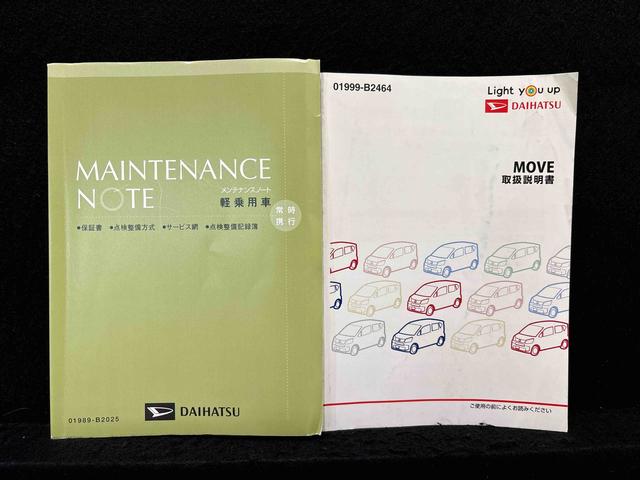 MAINTENANCE
NOTE
メンテナンスノート
軽乗用車
常時
携行
●保証書 ●点検整備方式 ●サービス網 ●点検整備記録簿
01989-B2025
DAIHATSU
01999-B2464
Light you up
DAIHATSU
MOVE
取扱説明書
ご使用の前によくお読みください